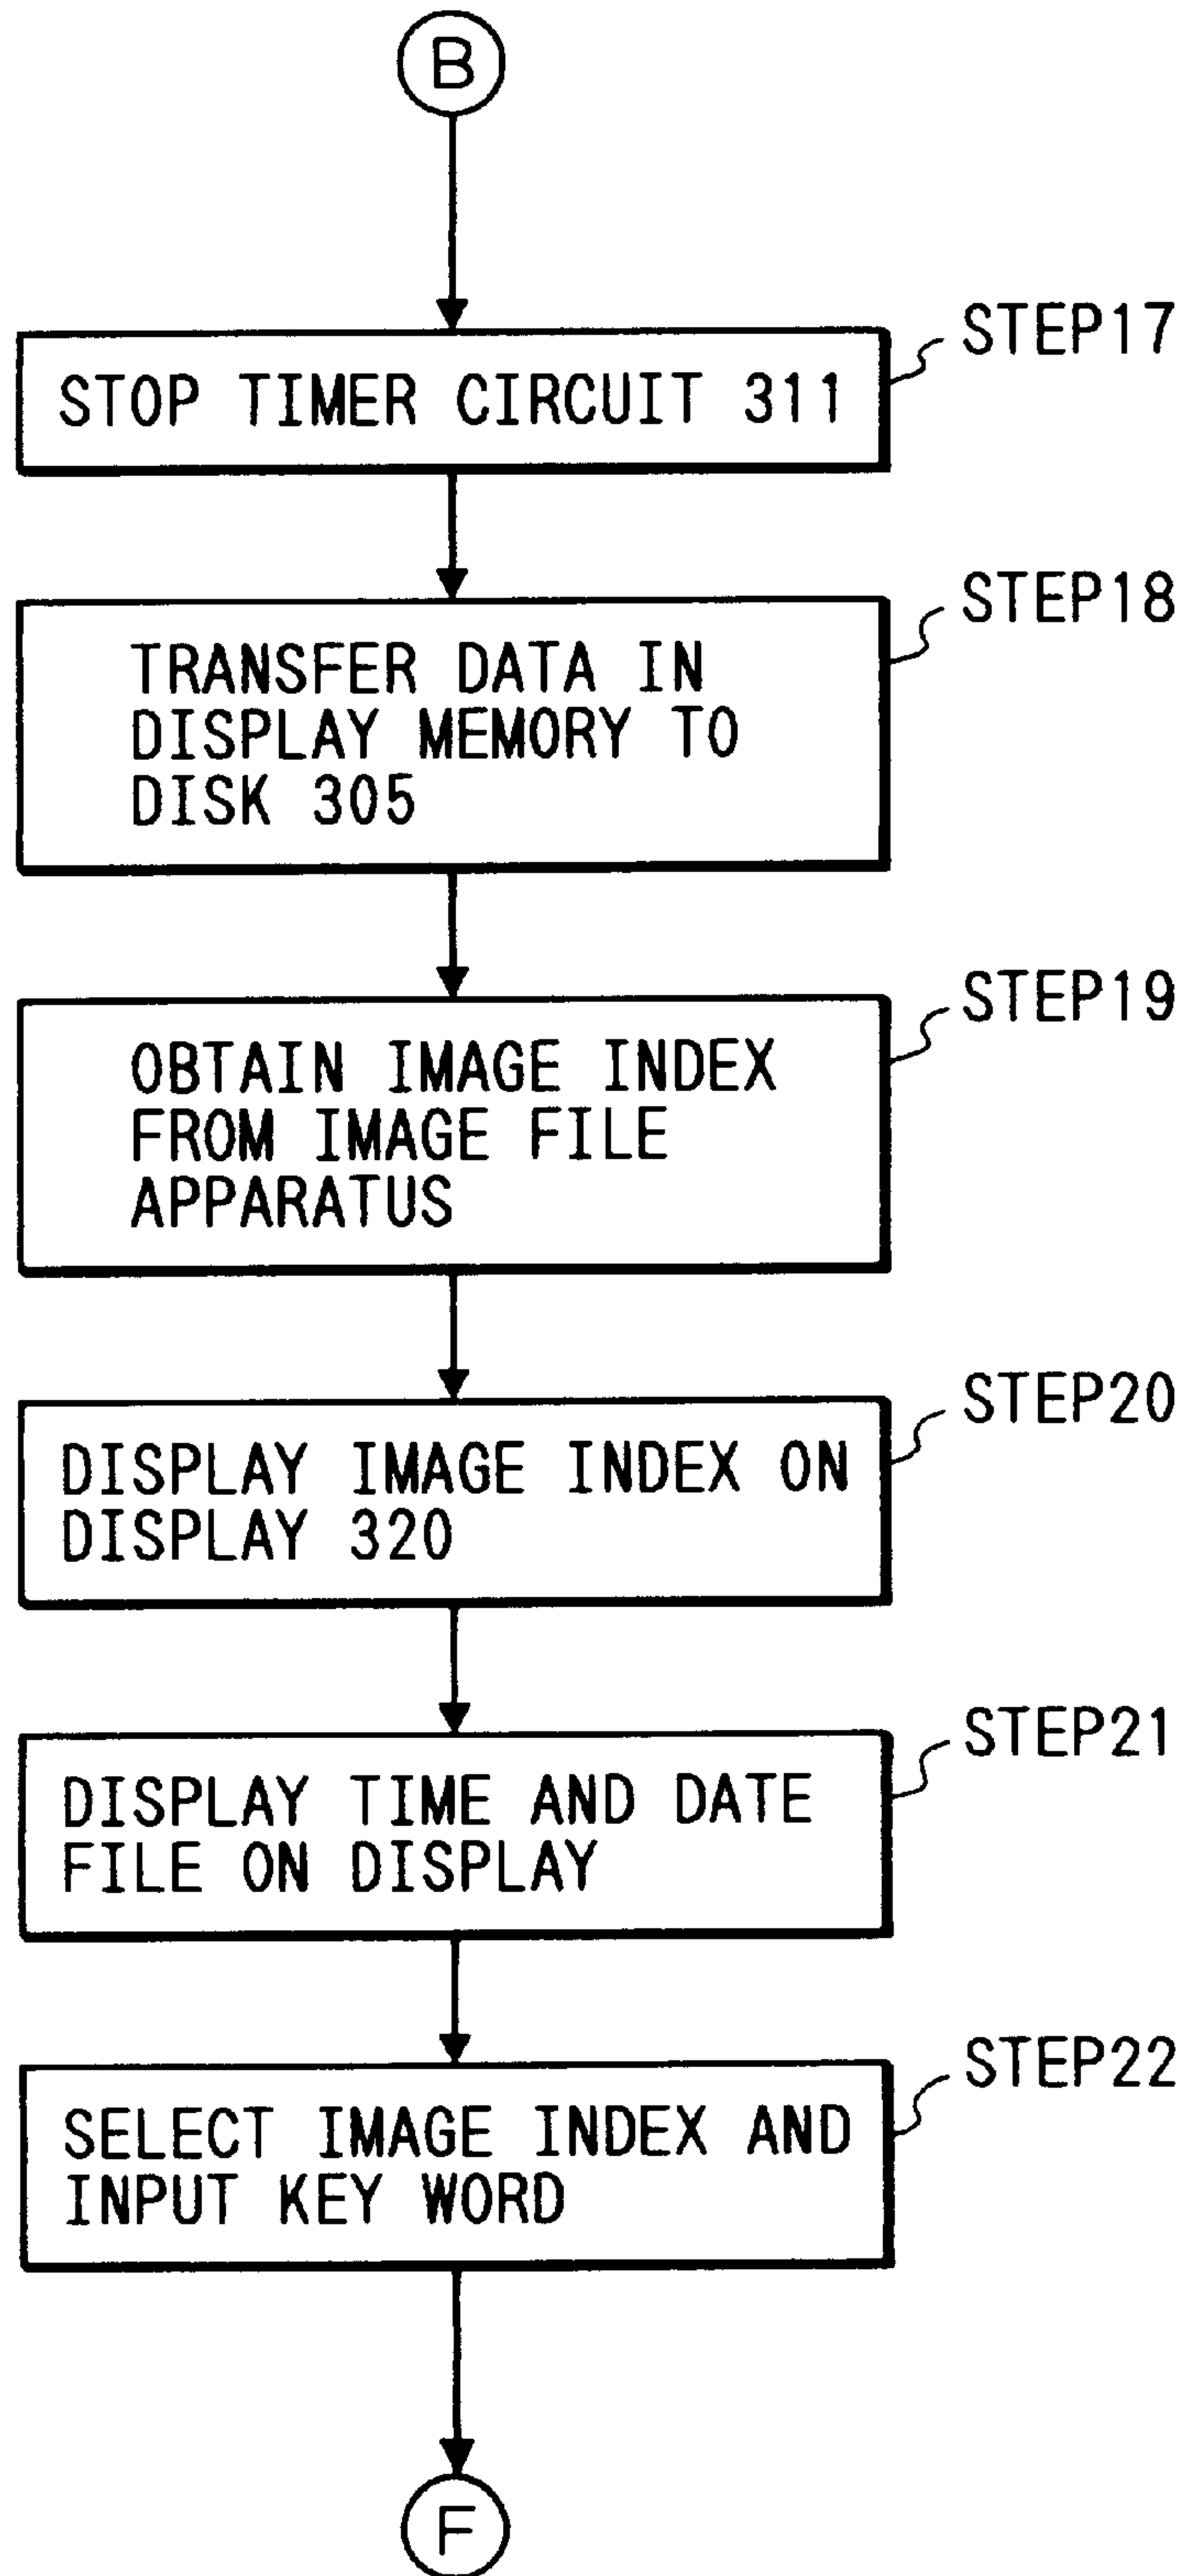 B
STEP17
STOP TIMER CIRCUIT 311
STEP18
TRANSFER DATA IN
DISPLAY MEMORY TO
DISK 305
STEP19
OBTAIN IMAGE INDEX
FROM IMAGE FILE
APPARATUS
STEP20
DISPLAY IMAGE INDEX ON
DISPLAY 320
STEP21
DISPLAY TIME AND DATE
FILE ON DISPLAY
STEP22
SELECT IMAGE INDEX AND
INPUT KEY WORD
F